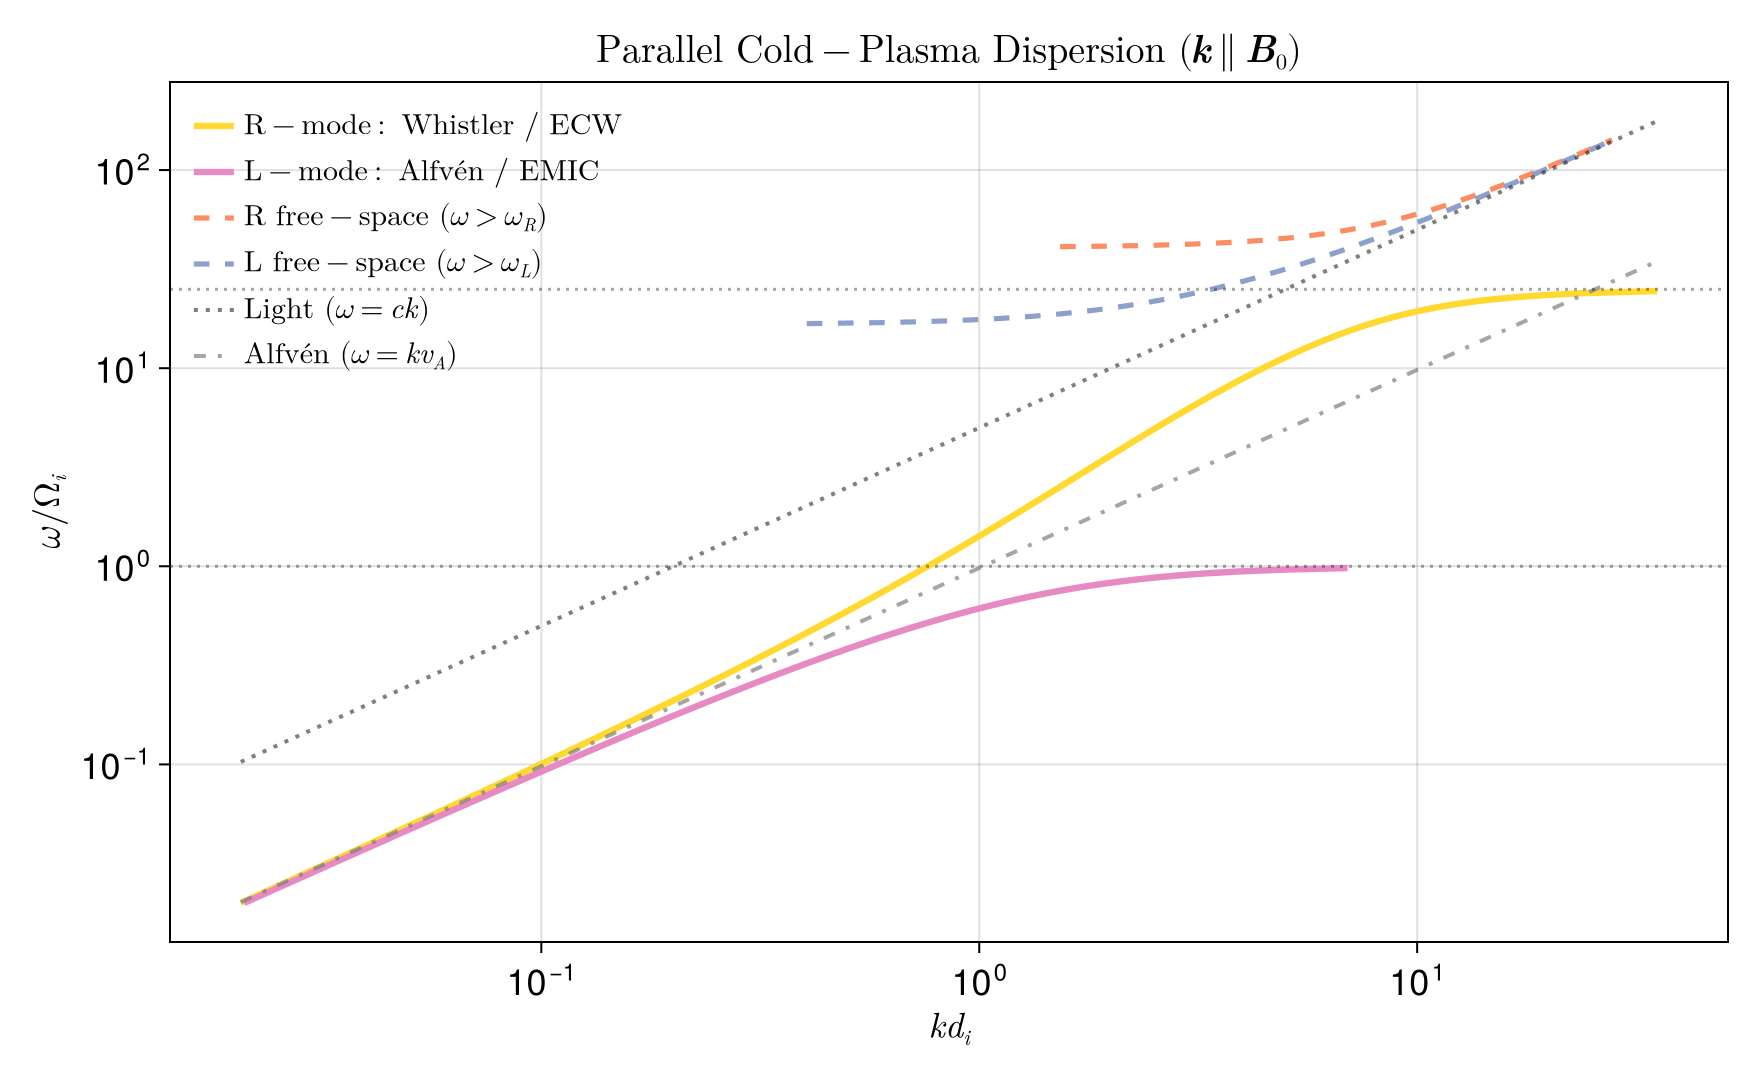 Parallel Cold − Plasma Dispersion (k ∥ B₀)
R − mode : Whistler / ECW
L − mode : Alfvén / EMIC
R free − space (ω > ω_R)
L free − space (ω > ω_L)
Light (ω = ck)
Alfvén (ω = kv_A)
10²
10¹
10⁰
10⁻¹
ω/Ω_i
10⁻¹
10⁰
10¹
kd_i